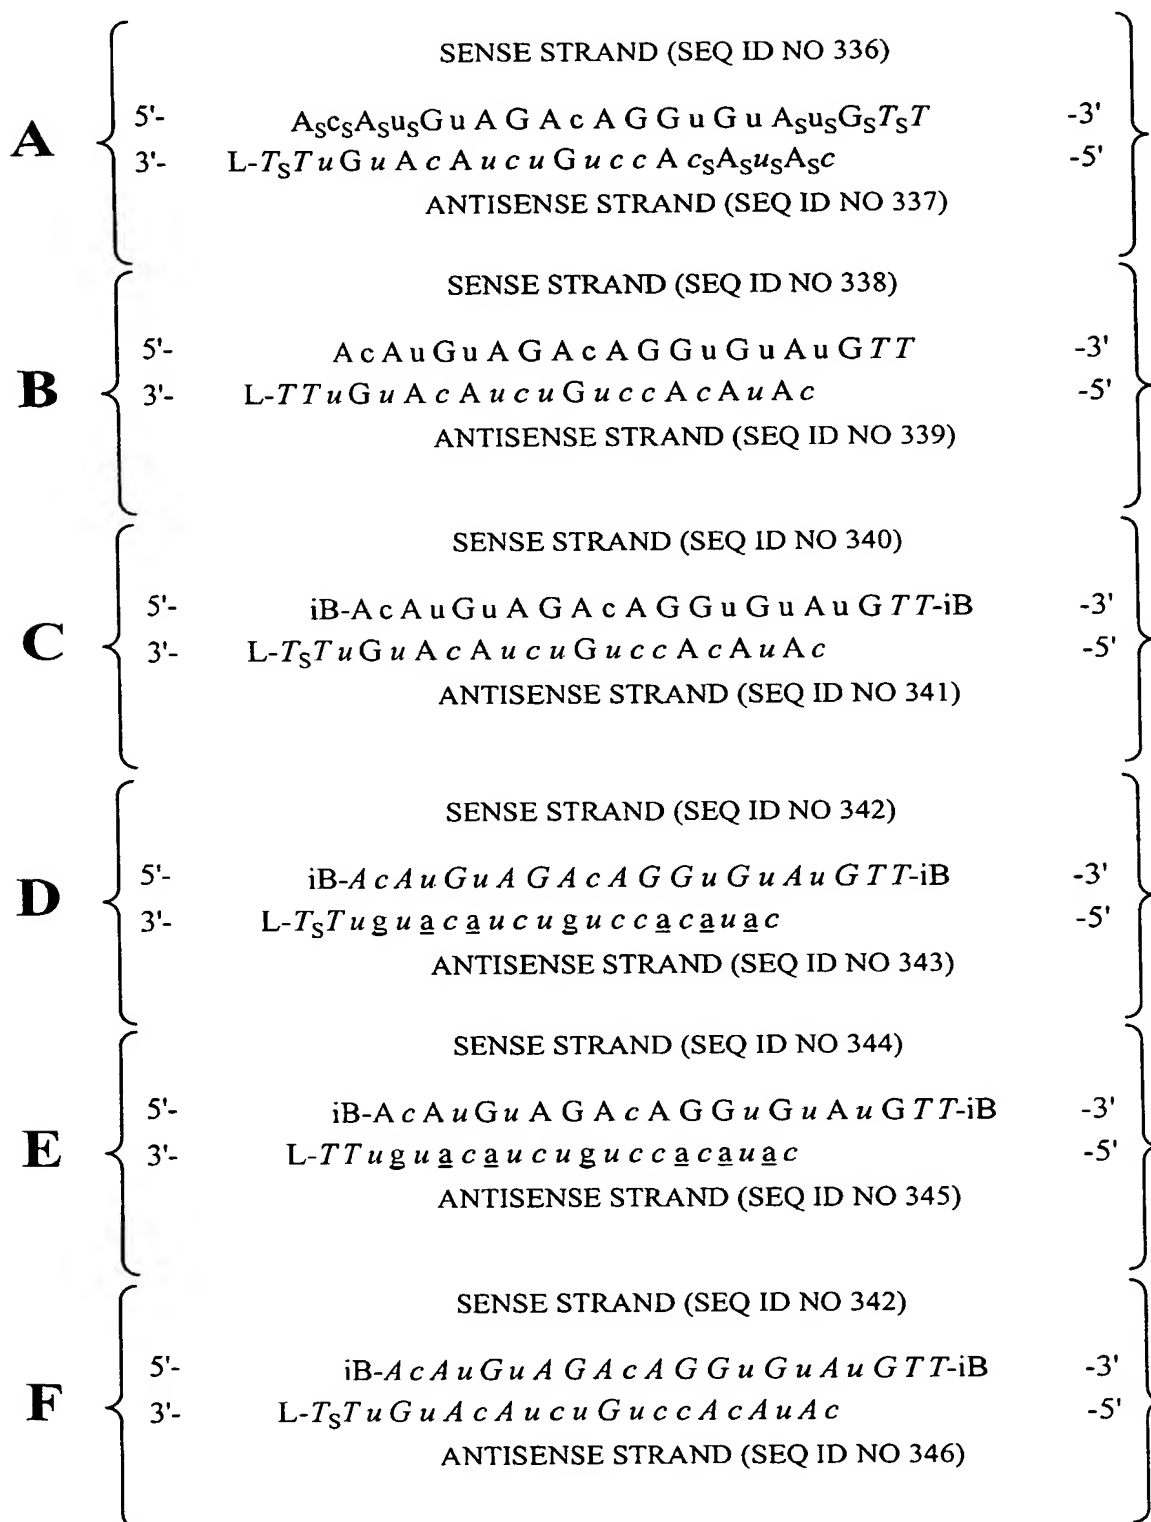 SENSE STRAND (SEQ ID NO 336)
A 5'- AscsAsusGuAGAcAGGuGuAsusGsTsT -3'
3'- L-TsTuGuAcAucuGuccAcsAsusAsc -5'
ANTISENSE STRAND (SEQ ID NO 337)
SENSE STRAND (SEQ ID NO 338)
B 5'- AcAuGuAGAcAGGuGuAuGTT -3'
3'- L-TTuGuAcAucuGuccAcAuAc -5'
ANTISENSE STRAND (SEQ ID NO 339)
SENSE STRAND (SEQ ID NO 340)
C 5'- iB-AcAuGuAGAcAGGuGuAuGTT-iB -3'
3'- L-TsTuGuAcAucuGuccAcAuAc -5'
ANTISENSE STRAND (SEQ ID NO 341)
SENSE STRAND (SEQ ID NO 342)
D 5'- iB-AcAuGuAGAcAGGuGuAuGTT-iB -3'
3'- L-TsTuguacaucuguccacauac -5'
ANTISENSE STRAND (SEQ ID NO 343)
SENSE STRAND (SEQ ID NO 344)
E 5'- iB-AcAuGuAGAcAGGuGuAuGTT-iB -3'
3'- L-TTuguacaucuguccacauac -5'
ANTISENSE STRAND (SEQ ID NO 345)
SENSE STRAND (SEQ ID NO 342)
F 5'- iB-AcAuGuAGAcAGGuGuAuGTT-iB -3'
3'- L-TsTuGuAcAucuGuccAcAuAc -5'
ANTISENSE STRAND (SEQ ID NO 346)